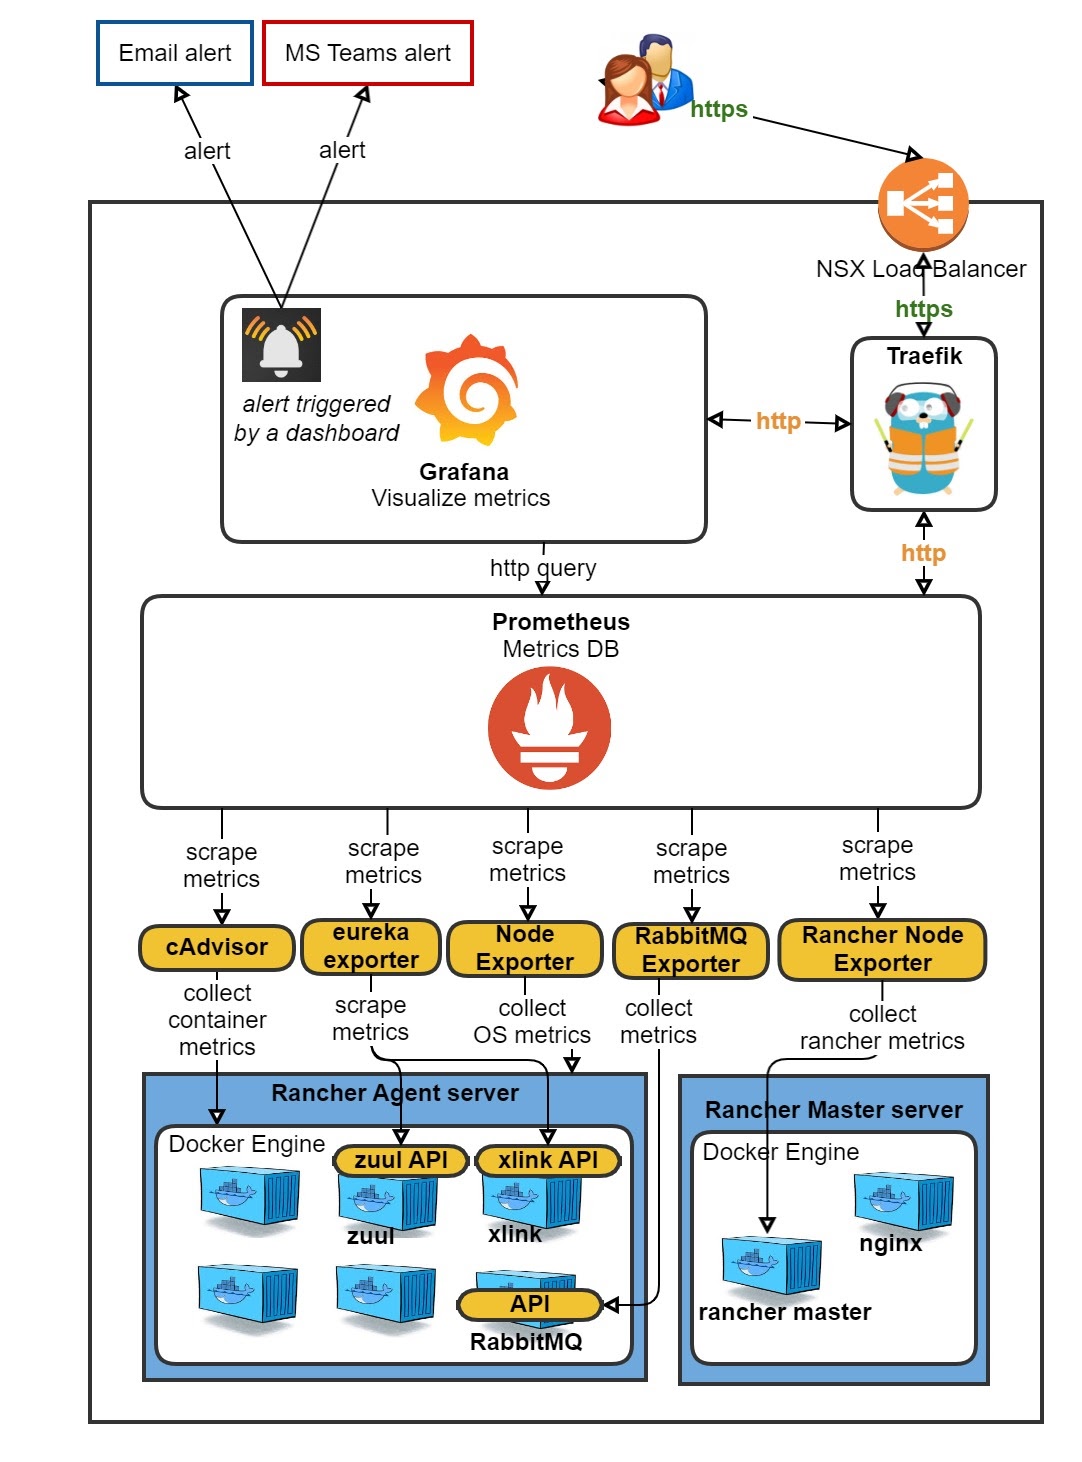 Email alert
MS Teams alert
https
alert
alert
NSX Load Balancer
https
Traefik
alert triggered
by a dashboard
http
Grafana
Visualize metrics
http
http query
Prometheus
Metrics DB
scrape
metrics
scrape
metrics
scrape
metrics
scrape
metrics
scrape
metrics
cAdvisor
eureka
exporter
Node
Exporter
RabbitMQ
Exporter
Rancher Node
Exporter
collect
container
metrics
scrape
metrics
collect
OS metrics
collect
metrics
collect
rancher metrics
Rancher Agent server
Docker Engine
zuul API
xlink API
zuul
xlink
API
RabbitMQ
Rancher Master server
Docker Engine
nginx
rancher master